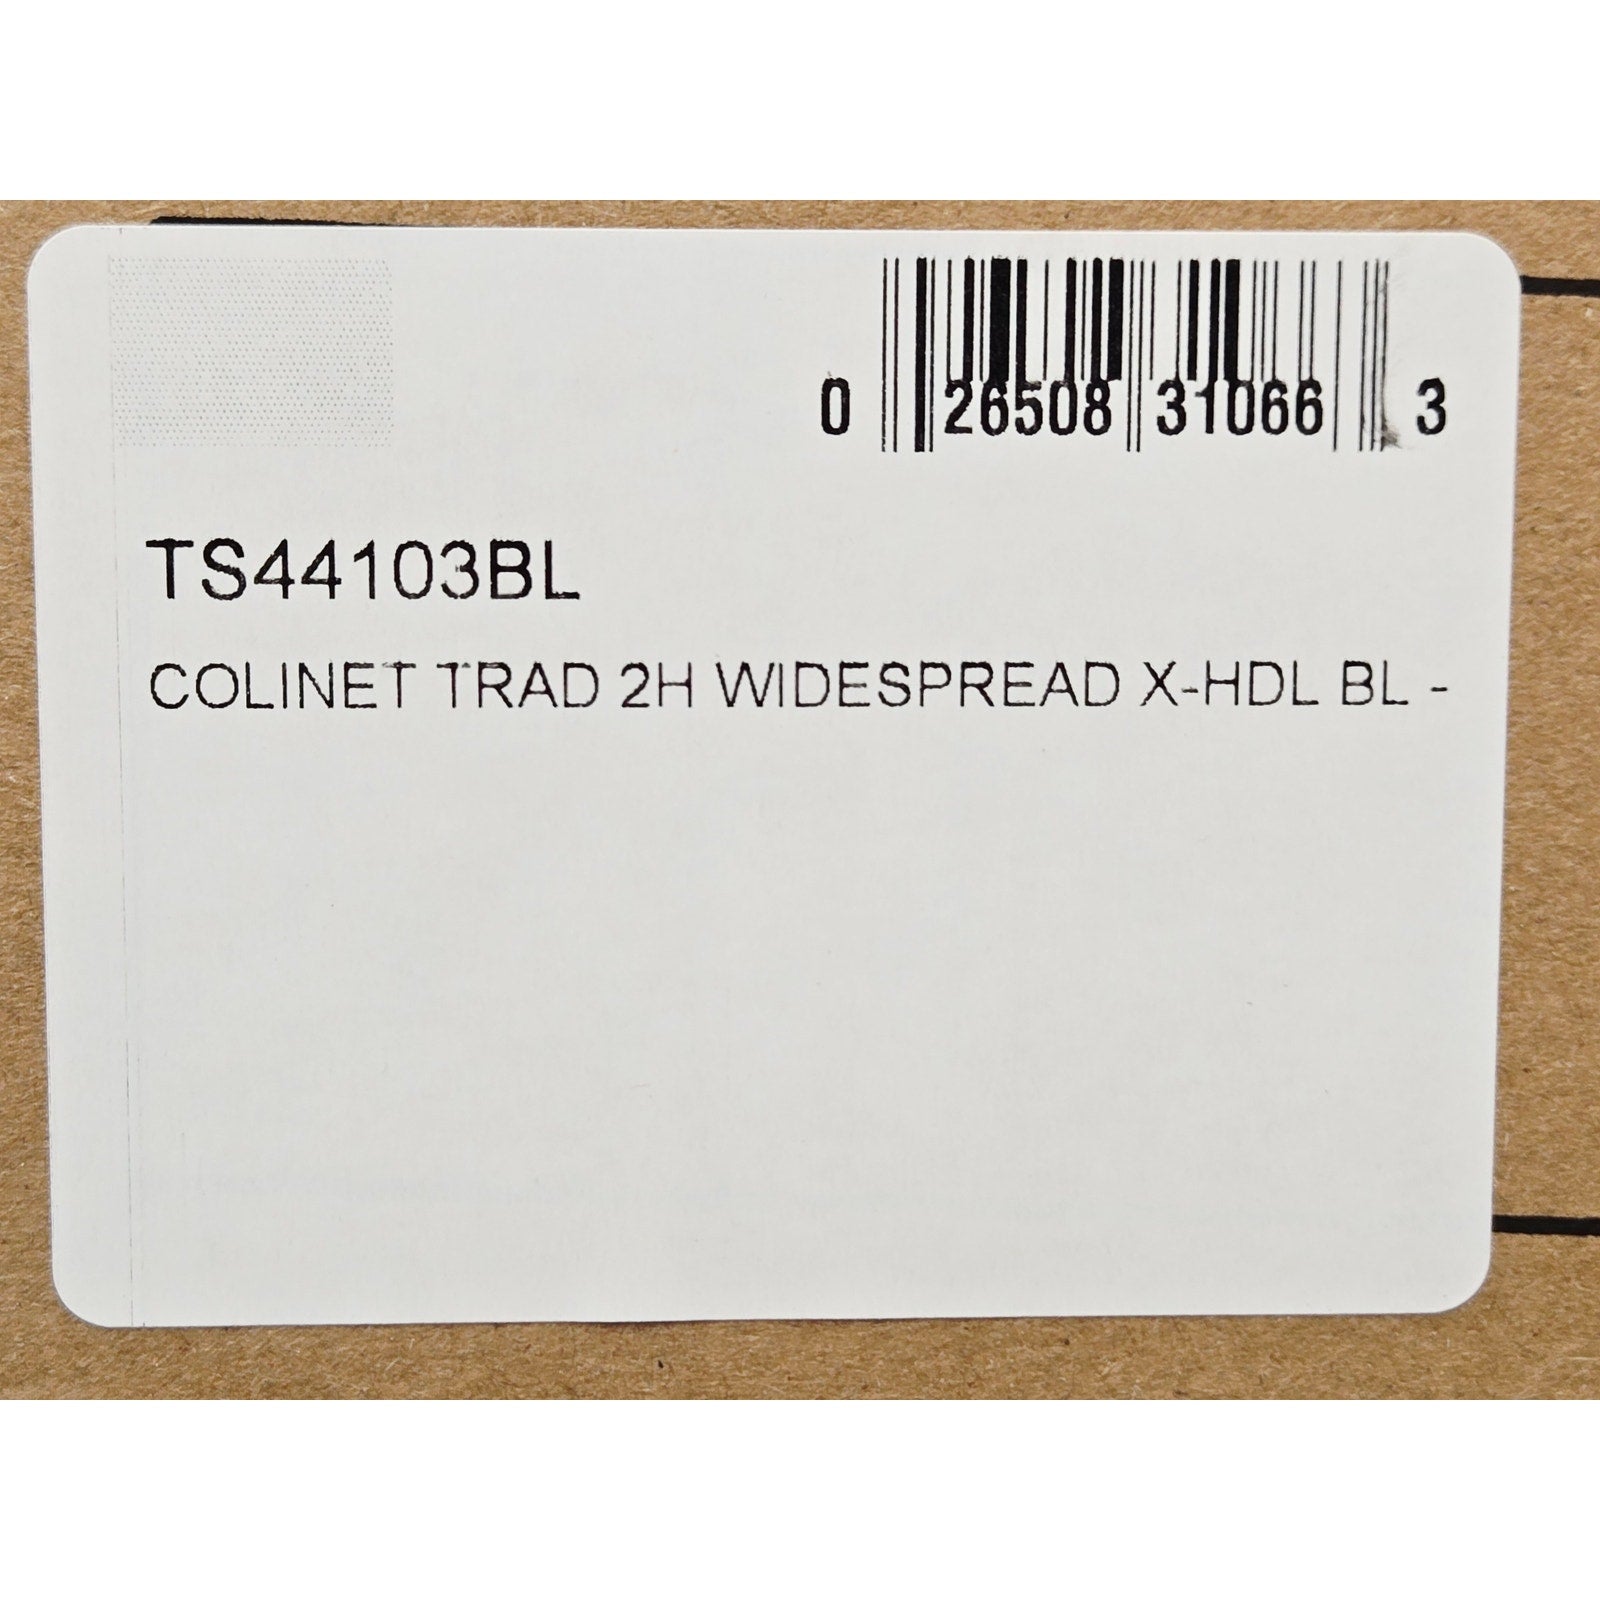 0 26508 31066 3
TS44103BL
COLINET TRAD 2H WIDESPREAD X-HDL BL -